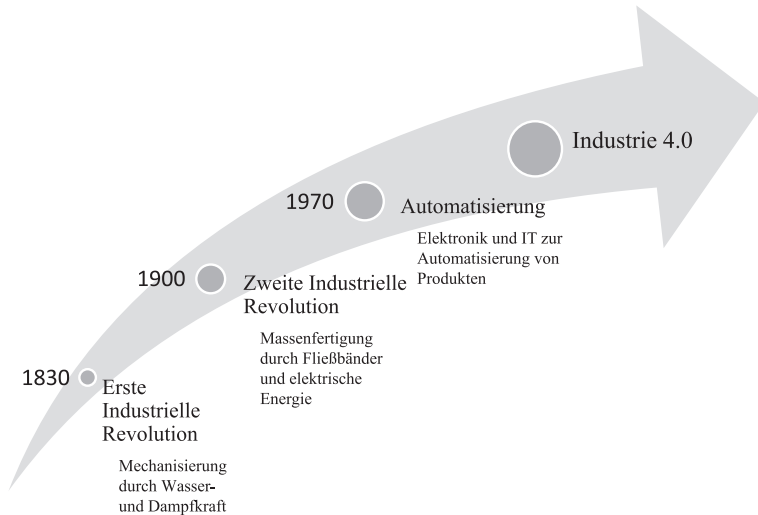 Industrie 4.0
1970
Automatisierung
Elektronik und IT zur
Automatisierung von
Produkten
1900
Zweite Industrielle
Revolution
Massenfertigung
durch Fließbänder
und elektrische
Energie
1830
Erste
Industrielle
Revolution
Mechanisierung
durch Wasser-
und Dampfkraft